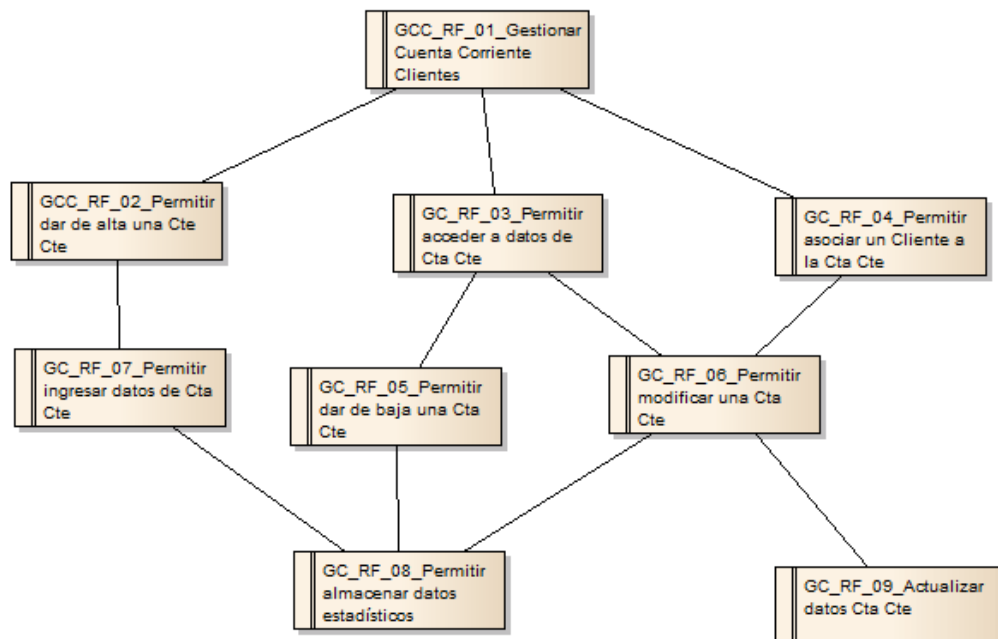 GCC_RF_01_Gestionar
Cuenta Corriente
Clientes
GCC_RF_02_Permitir
dar de alta una Cte
Cte
GC_RF_03_Permitir
acceder a datos de
Cta Cte
GC_RF_04_Permitir
asociar un Cliente a
la Cta Cte
GC_RF_07_Permitir
ingresar datos de Cta
Cte
GC_RF_05_Permitir
dar de baja una Cta
Cte
GC_RF_06_Permitir
modificar una Cta
Cte
GC_RF_08_Permitir
almacenar datos
estadísticos
GC_RF_09_Actualizar
datos Cta Cte